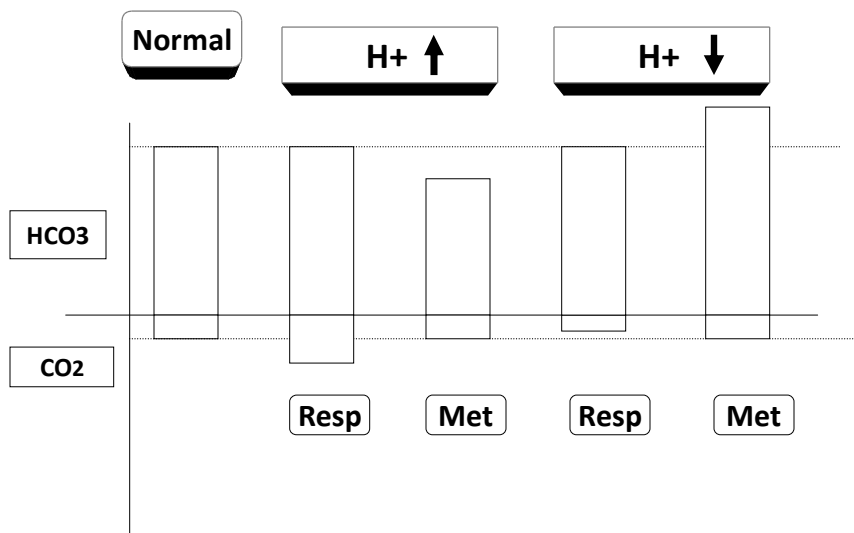 Normal
H+
H+
HCO3
CO2
Resp
Met
Resp
Met